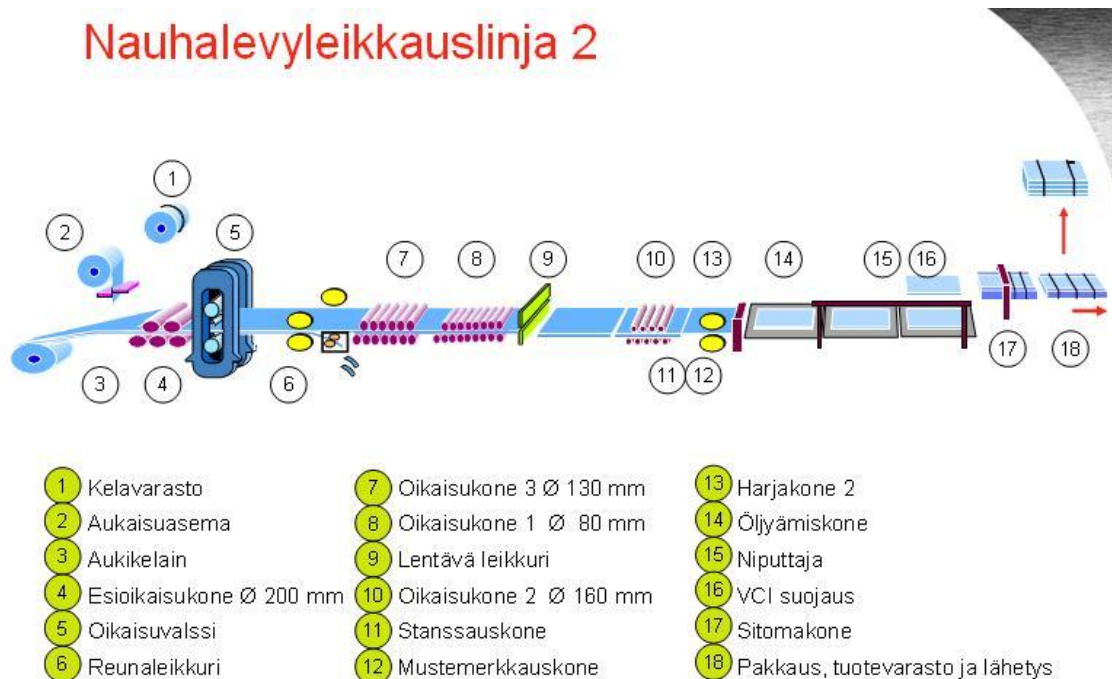 Nauhalevyleikkauslinja 2
1
2
5
7
8
9
10
13
14
15
16
3
4
6
11
12
17
18
1 Kelavarasto
2 Aukaisuasema
3 Aukikelain
4 Esioikaisukone Ø 200 mm
5 Oikaisuvalssi
6 Reunaleikkuri
7 Oikaisukone 3 Ø 130 mm
8 Oikaisukone 1 Ø 80 mm
9 Lentävä leikkuri
10 Oikaisukone 2 Ø 160 mm
11 Stanssauskone
12 Mustemerkkauskone
13 Harjakone 2
14 Öljyämiskone
15 Niputtaja
16 VCI suojaus
17 Sitomakone
18 Pakkaus, tuotevarasto ja lähetys